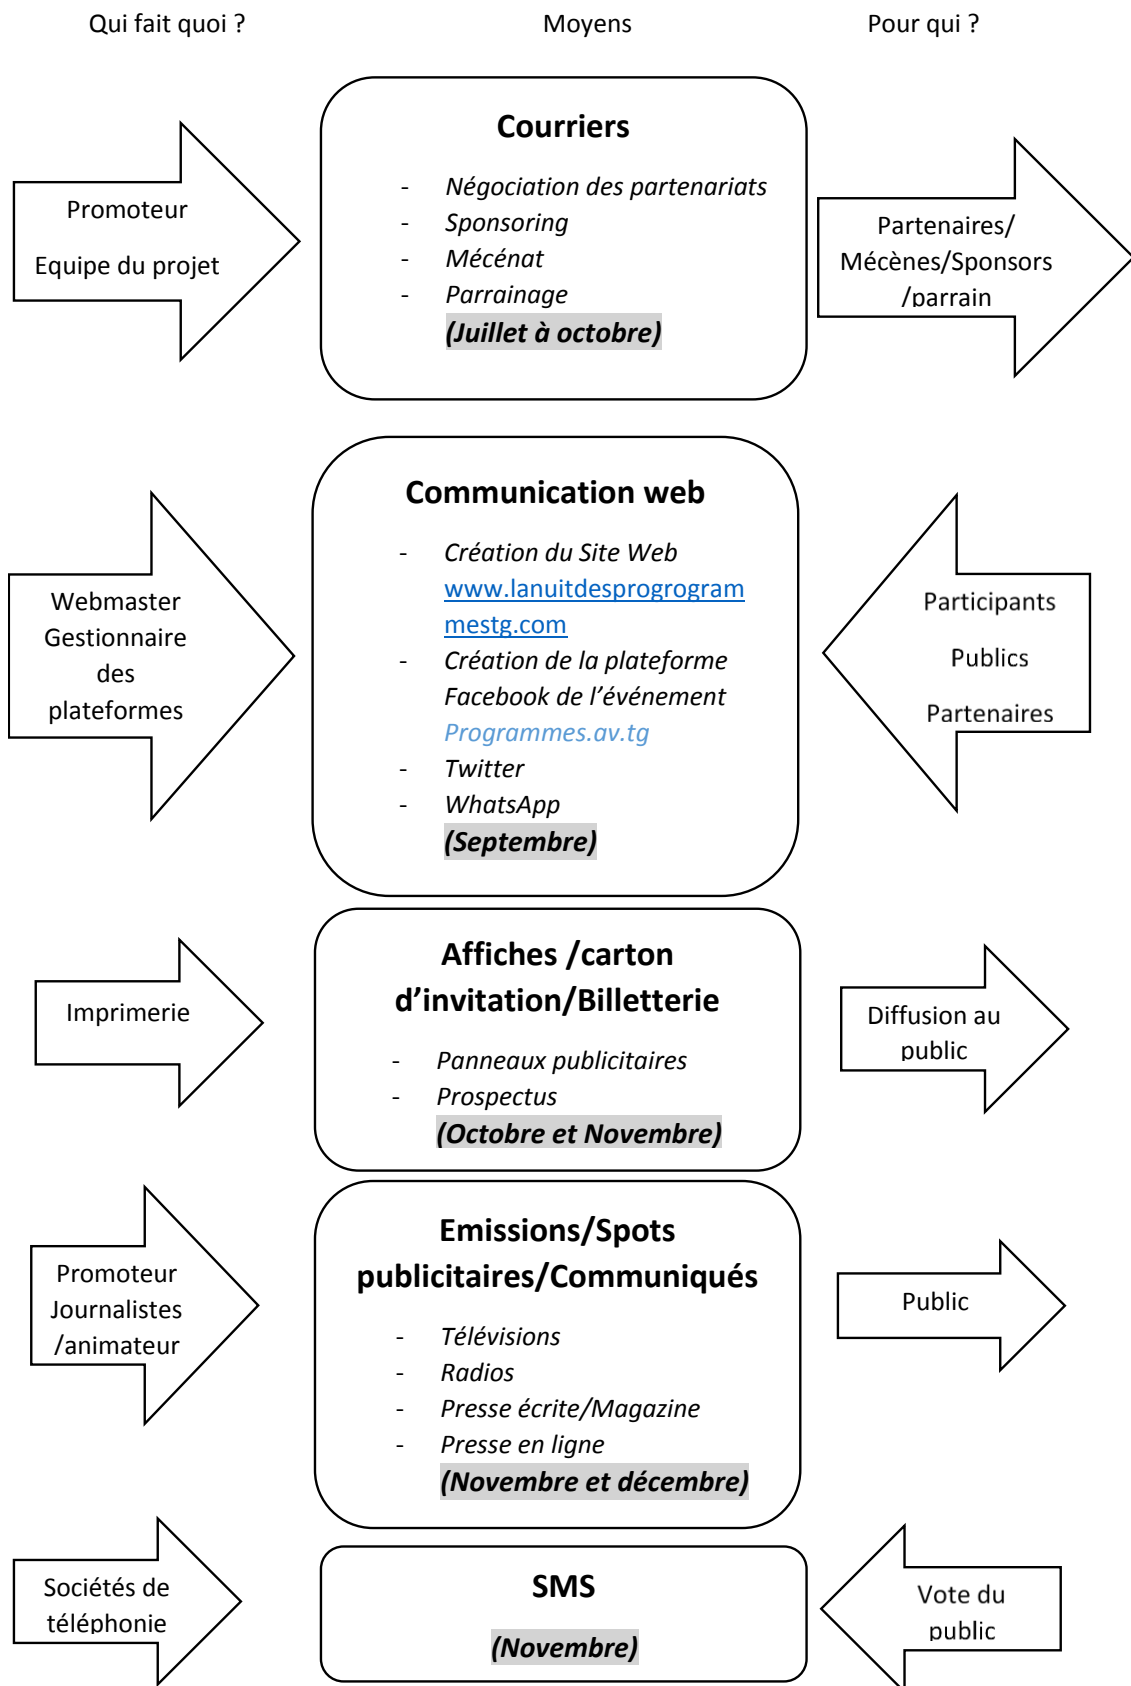 Qui fait quoi ?
Moyens
Pour qui ?
Promoteur
Equipe du projet
Courriers
- Négociation des partenariats
- Sponsoring
- Mécénat
- Parrainage
(Juillet à octobre)
Partenaires/
Mécènes/Sponsors
/parrain
Webmaster
Gestionnaire
des
plateformes
Communication web
- Création du Site Web
www.lanuitdesprogrogram
mestg.com
- Création de la plateforme
Facebook de l’événement
Programmes.av.tg
- Twitter
- WhatsApp
(Septembre)
Participants
Publics
Partenaires
Imprimerie
Affiches /carton
d’invitation/Billetterie
- Panneaux publicitaires
- Prospectus
(Octobre et Novembre)
Diffusion au
public
Promoteur
Journalistes
/animateur
Emissions/Spots
publicitaires/Communiqués
- Télévisions
- Radios
- Presse écrite/Magazine
- Presse en ligne
(Novembre et décembre)
Public
Sociétés de
téléphonie
SMS
(Novembre)
Vote du
public